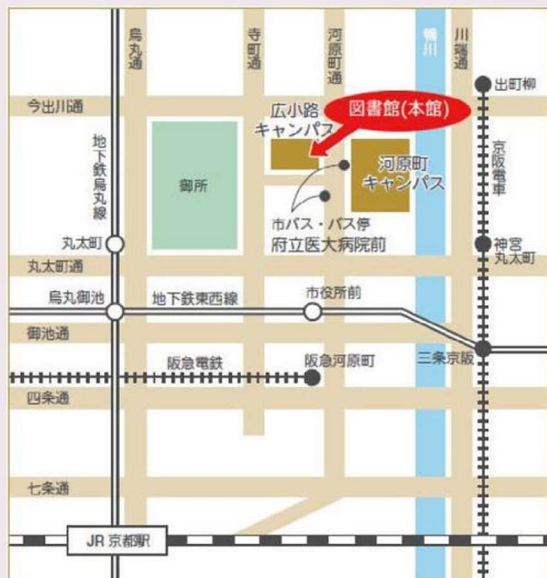 烏丸通
寺町通
河原町通
鴨川
川端通
出町柳
今出川通
広小路
キャンパス
図書館(本館)
地下鉄烏丸線
御所
河原町
キャンパス
京阪電車
市バス・バス停
府立医大病院前
丸太町
神宮
丸太町
丸太町通
烏丸御池
地下鉄東西線
市役所前
御池通
阪急電鉄
阪急河原町
三条京阪
四条通
七条通
JR 京都駅